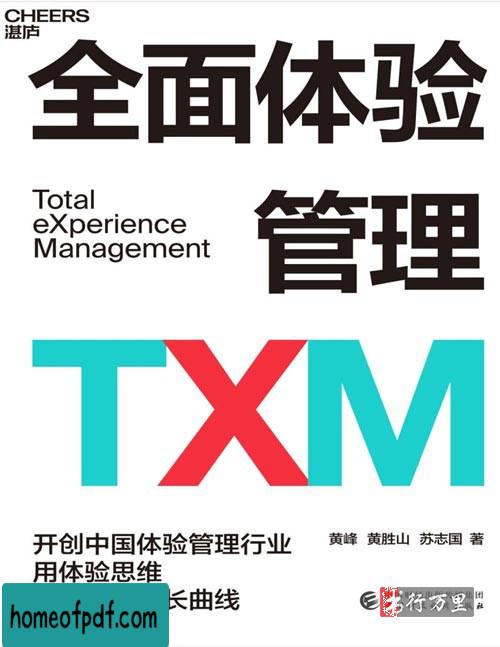 CHEERS
湛庐
全面体验
管理
Total
eXperience
Management
TXM
开创中国体验管理行业
用体验思维
长曲线
黄峰 黄胜山 苏志国 著
homeofpdf.com
书行万里